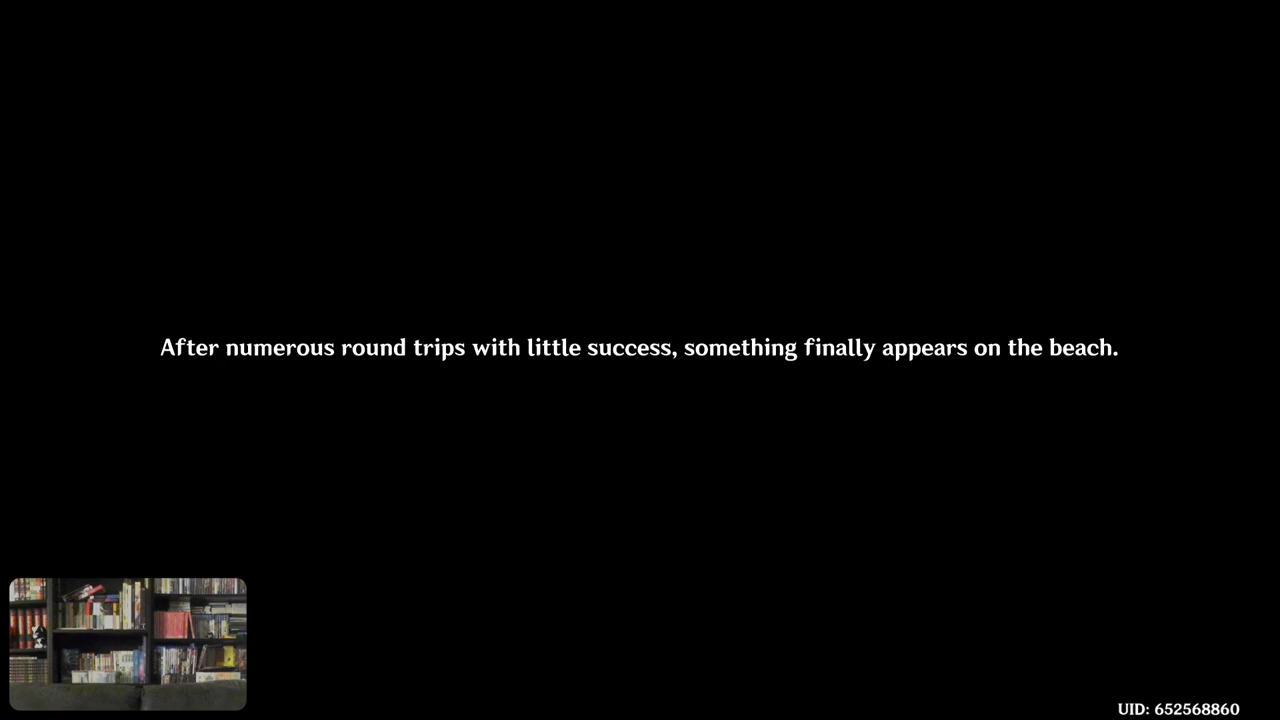 After numerous round trips with little success, something finally appears on the beach.
UID: 652568860